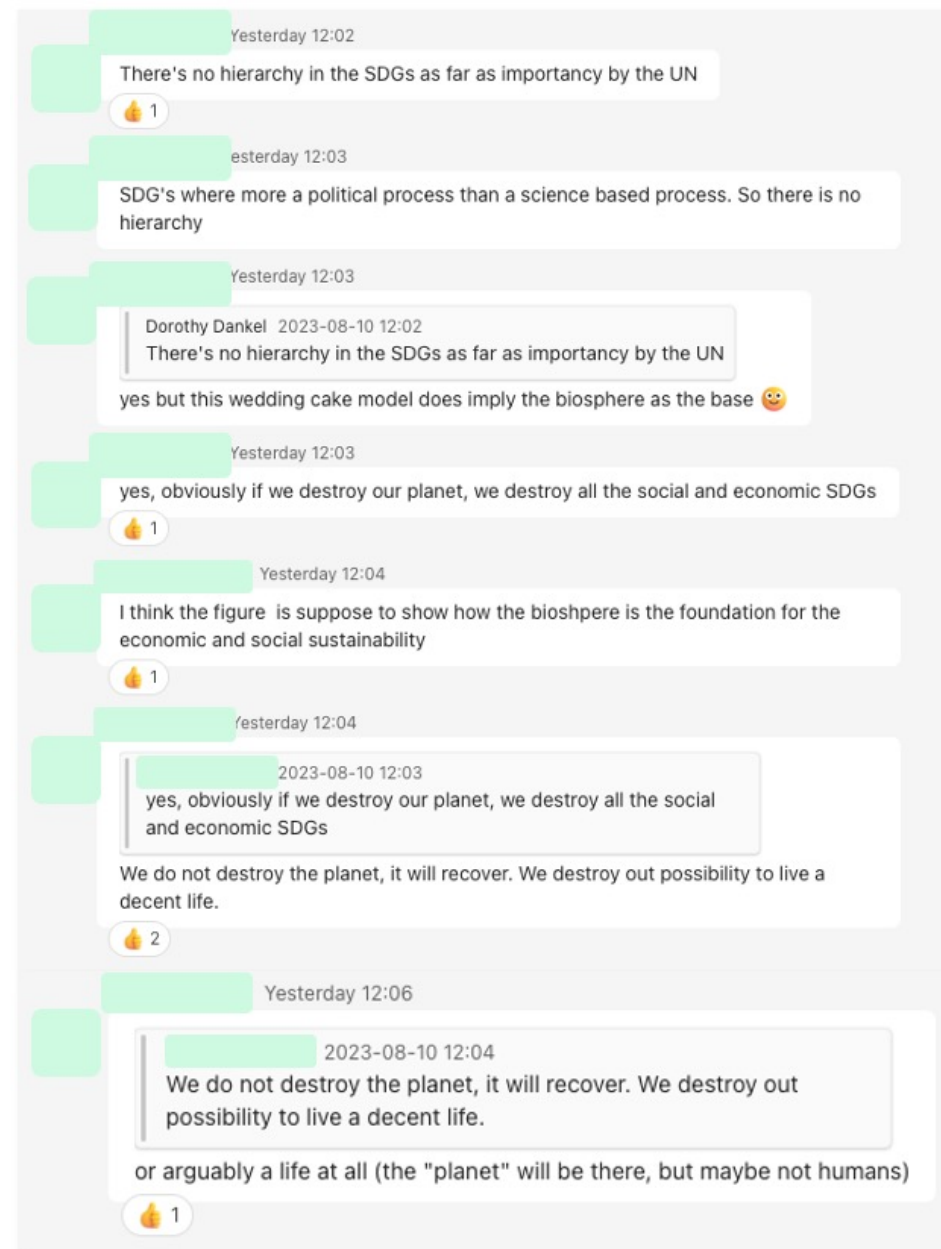 Yesterday 12:02
There's no hierarchy in the SDGs as far as importancy by the UN
👍 1
esterday 12:03
SDG's where more a political process than a science based process. So there is no
hierarchy
Yesterday 12:03
Dorothy Dankel 2023-08-10 12:02
There's no hierarchy in the SDGs as far as importancy by the UN
yes but this wedding cake model does imply the biosphere as the base
Yesterday 12:03
yes, obviously if we destroy our planet, we destroy all the social and economic SDGs
👍 1
Yesterday 12:04
I think the figure is suppose to show how the bioshpere is the foundation for the
economic and social sustainability
👍 1
Yesterday 12:04
2023-08-10 12:03
yes, obviously if we destroy our planet, we destroy all the social
and economic SDGs
We do not destroy the planet, it will recover. We destroy out possibility to live a
decent life.
👍 2
Yesterday 12:06
2023-08-10 12:04
We do not destroy the planet, it will recover. We destroy out
possibility to live a decent life.
or arguably a life at all (the "planet" will be there, but maybe not humans)
👍 1